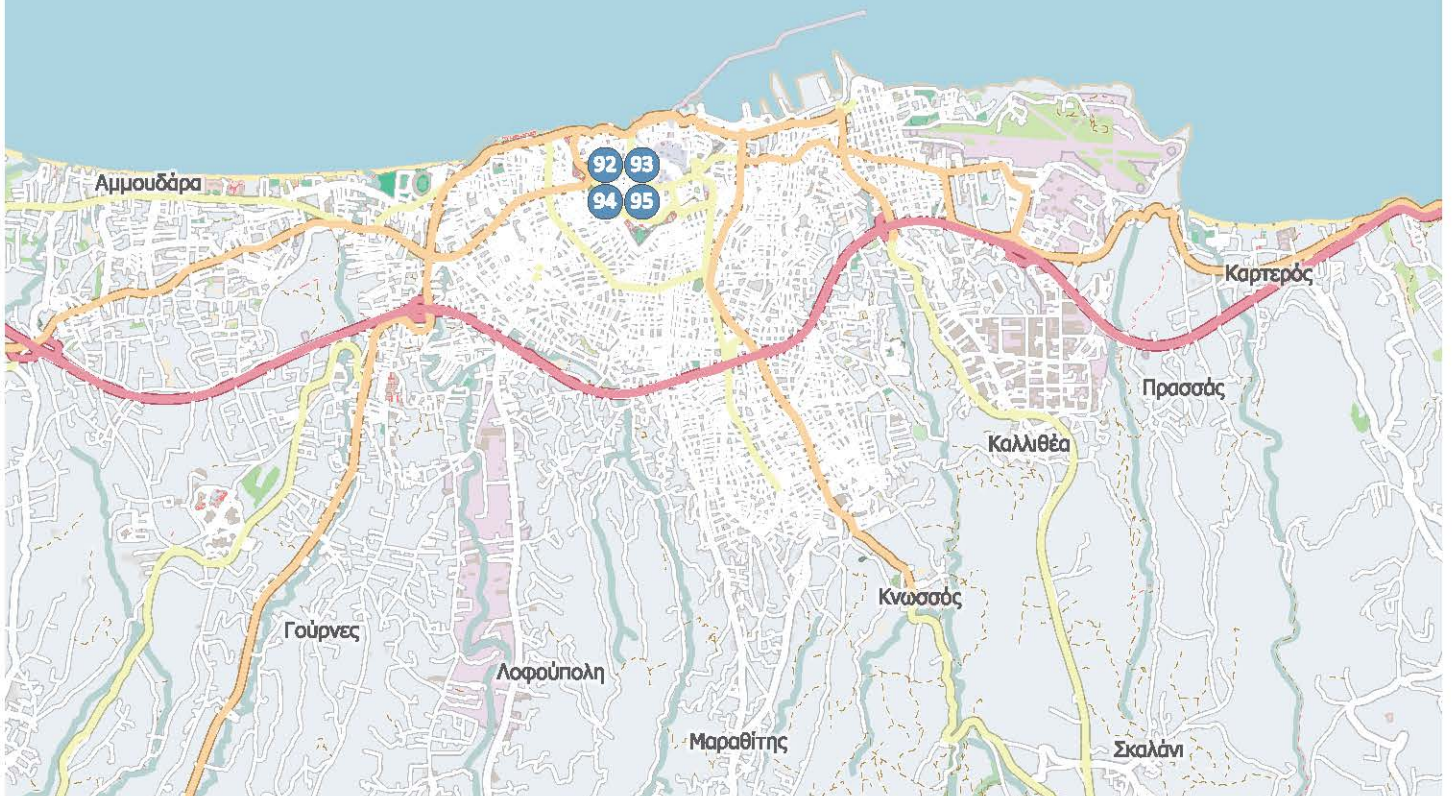 92 93
Αμμουδάρα
94 95
Καρτερός
Πρασσάς
Καλλιθέα
Κνωσσός
Γούρνες
Λοφούπολη
Μαραθίτης
Σκαλάνι